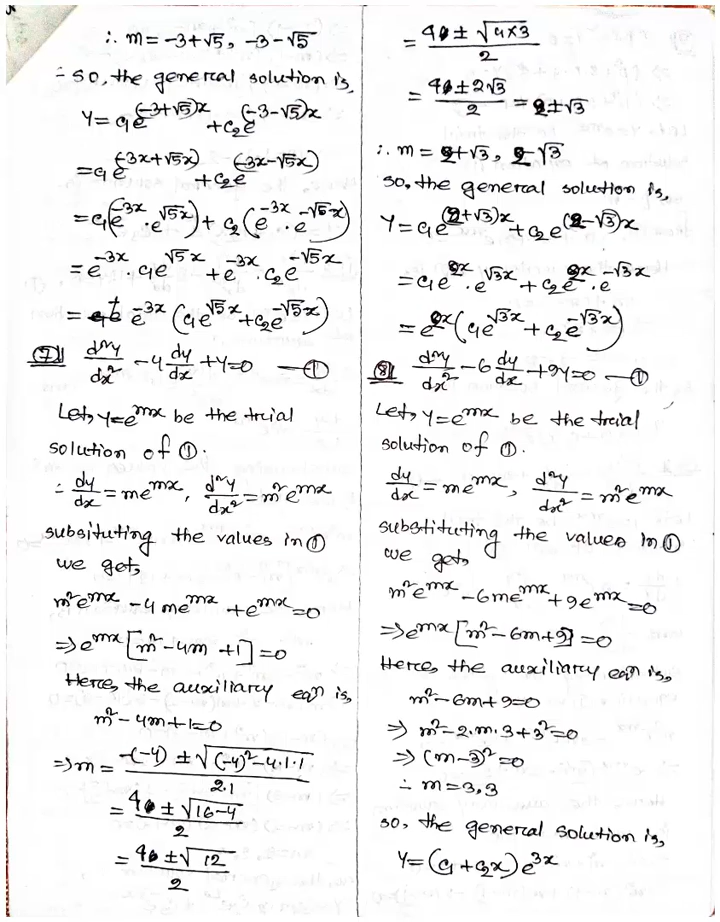 ∴ m = -3+√5, -3-√5
- so, the general solution is,
Y = c₁e^(-3+√5)x + c₂e^(-3-√5)x
= c₁e^(-3x+√5x) + c₂e^(-3x-√5x)
= c₁(e^-3x . e^√5x) + c₂(e^-3x . e^-√5x)
= e^-3x . c₁e^√5x + e^-3x . c₂e^-√5x
= e^-3x (c₁e^√5x + c₂e^-√5x)
⑦ d²y/dx² - 4 dy/dx + y = 0 — ①
Let, y = e^mx be the trial
solution of ①.
∴ dy/dx = me^mx, d²y/dx² = m²e^mx
subsituting the values in ①
we get,
m²e^mx - 4me^mx + e^mx = 0
⇒ e^mx [m² - 4m + 1] = 0
Here, the auxiliary eqn is,
m² - 4m + 1 = 0
⇒ m = -(-4) ± √(-4)² - 4.1.1 / 2.1
= 4 ± √16-4 / 2
= 4 ± √12 / 2
= 4 ± √4×3 / 2
= 4 ± 2√3 / 2 = 2 ± √3
∴ m = 2+√3, 2-√3
so, the general solution is,
Y = c₁e^(2+√3)x + c₂e^(2-√3)x
= c₁e^2x . e^√3x + c₂e^2x . e^-√3x
= e^2x (c₁e^√3x + c₂e^-√3x)
⑧ d²y/dx² - 6 dy/dx + 9y = 0 — ①
Let, y = e^mx be the trial
solution of ①.
dy/dx = me^mx, d²y/dx² = m²e^mx
substituting the values in ①
we get,
m²e^mx - 6me^mx + 9e^mx = 0
⇒ e^mx [m² - 6m + 9] = 0
Here, the auxiliary eqn is,
m² - 6m + 9 = 0
⇒ m² - 2.m.3 + 3² = 0
⇒ (m-3)² = 0
∴ m = 3,3
so, the general solution is,
Y = (c₁ + c₂x) e^3x